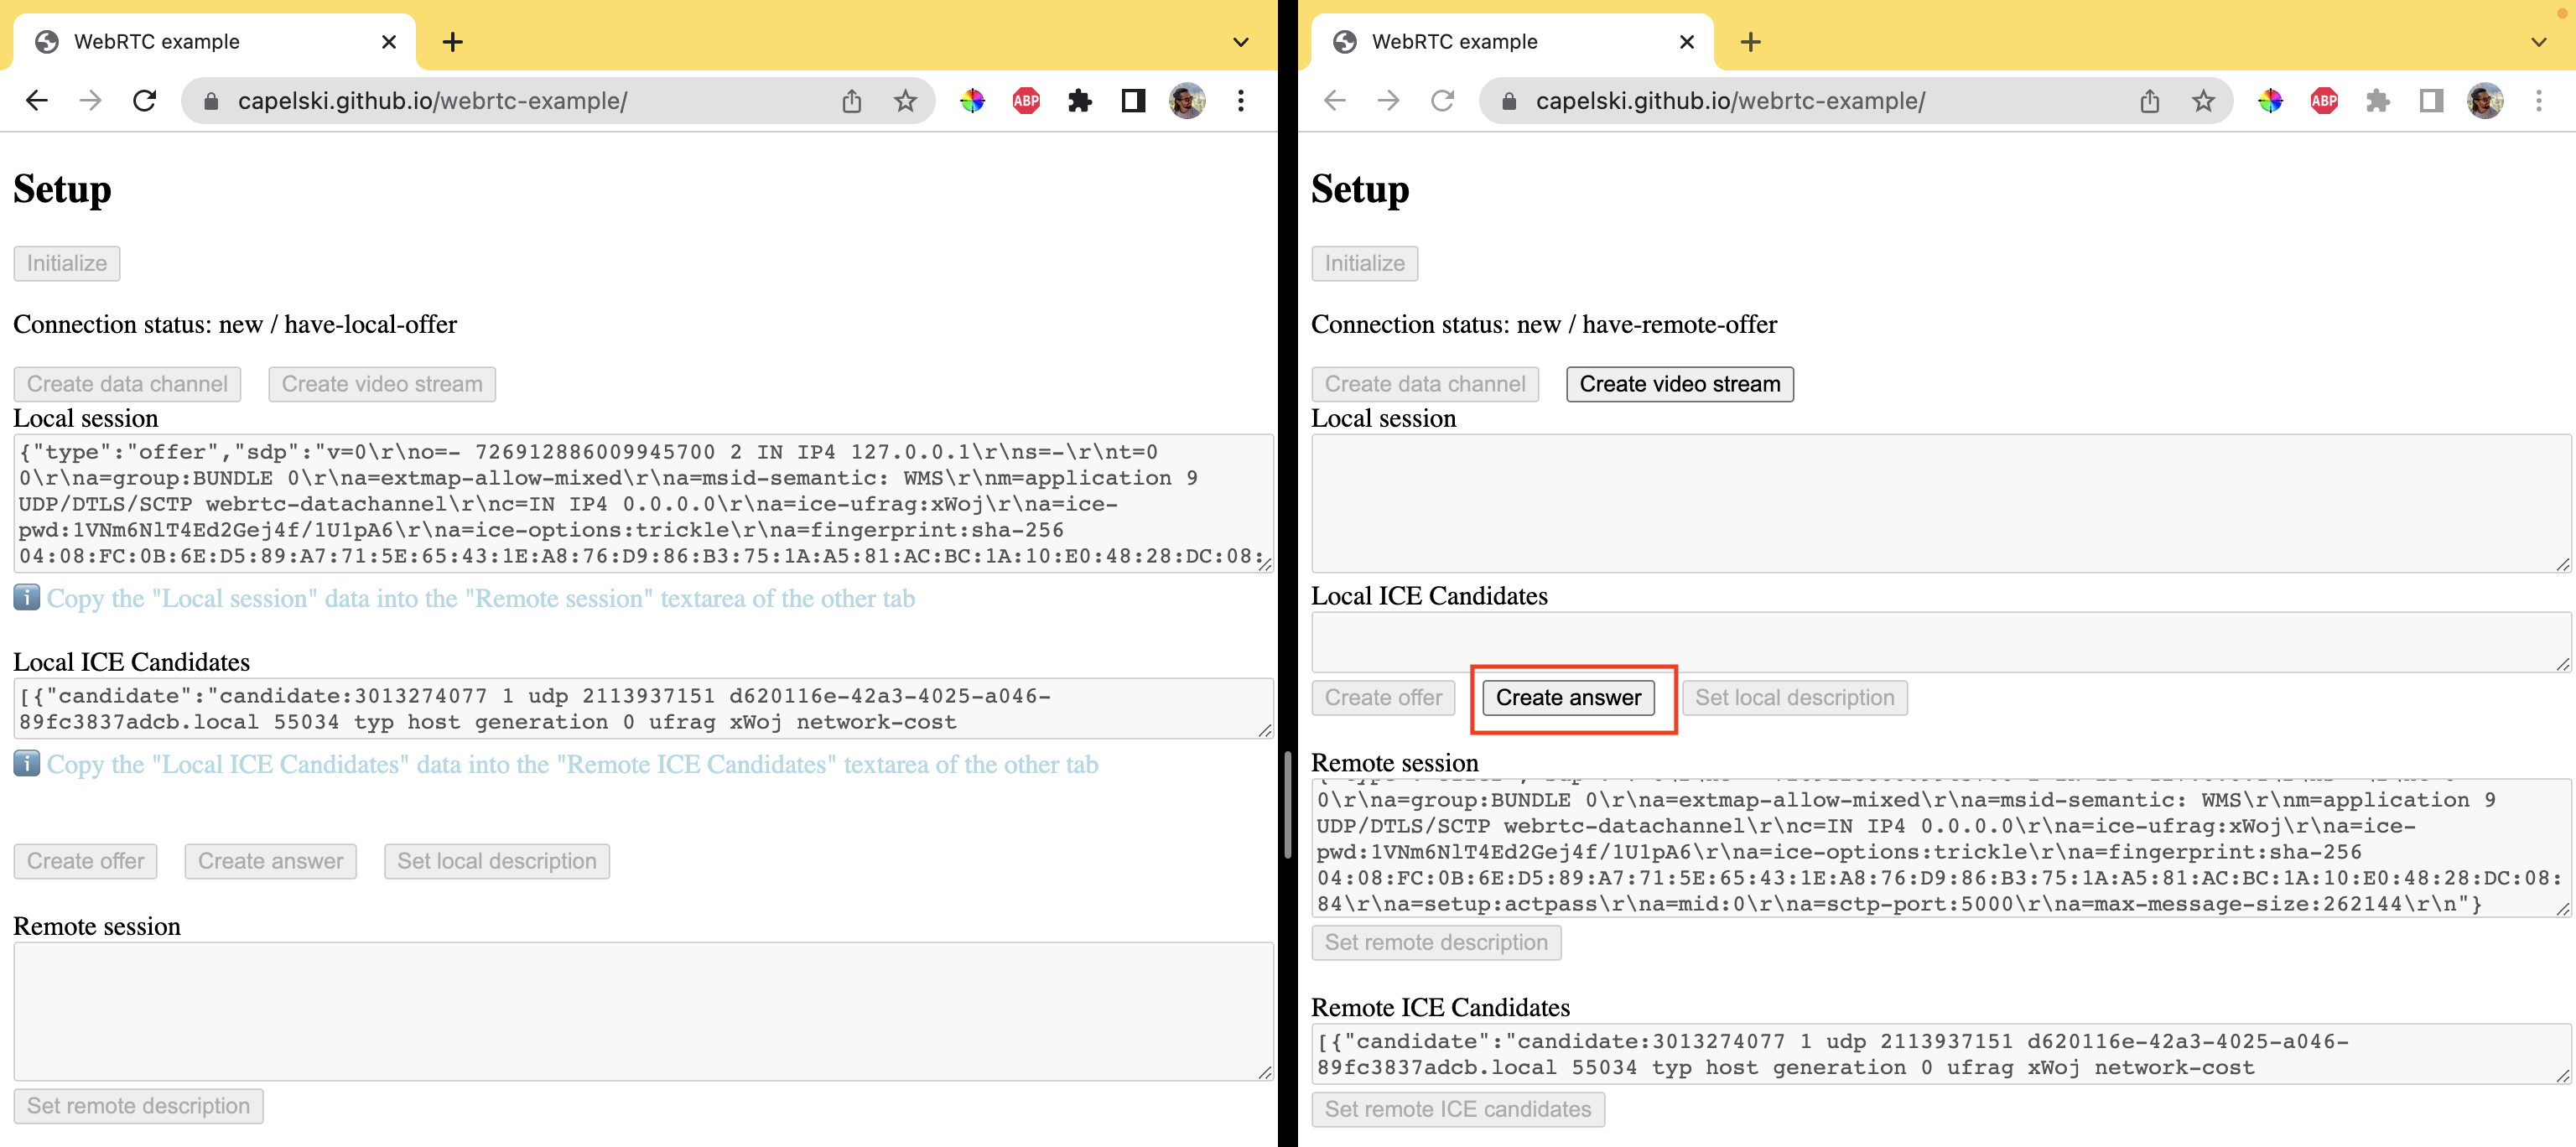 WebRTC example
capelski.github.io/webrtc-example/
ABP
Setup
Initialize
Connection status: new / have-local-offer
Create data channel Create video stream
Local session
{"type":"offer","sdp":"v=0\r\no=- 726912886009945700 2 IN IP4 127.0.0.1\r\ns=-\r\nt=0
0\r\na=group:BUNDLE 0\r\na=extmap-allow-mixed\r\na=msid-semantic: WMS\r\nm=application 9
UDP/DTLS/SCTP webrtc-datachannel\r\nc=IN IP4 0.0.0.0\r\na=ice-ufrag:xWoj\r\na=ice-
pwd:1VNm6NlT4Ed2Gej4f/1U1pA6\r\na=ice-options:trickle\r\na=fingerprint:sha-256
04:08:FC:0B:6E:D5:89:A7:71:5E:65:43:1E:A8:76:D9:86:B3:75:1A:A5:81:AC:BC:1A:10:E0:48:28:DC:08:
Copy the "Local session" data into the "Remote session" textarea of the other tab
Local ICE Candidates
[{"candidate":"candidate:3013274077 1 udp 2113937151 d620116e-42a3-4025-a046-
89fc3837adcb.local 55034 typ host generation 0 ufrag xWoj network-cost
Copy the "Local ICE Candidates" data into the "Remote ICE Candidates" textarea of the other tab
Create offer Create answer Set local description
Remote session
Set remote description
WebRTC example
capelski.github.io/webrtc-example/
ABP
Setup
Initialize
Connection status: new / have-remote-offer
Create data channel Create video stream
Local session
Local ICE Candidates
Create offer Create answer Set local description
Remote session
0\r\na=group:BUNDLE 0\r\na=extmap-allow-mixed\r\na=msid-semantic: WMS\r\nm=application 9
UDP/DTLS/SCTP webrtc-datachannel\r\nc=IN IP4 0.0.0.0\r\na=ice-ufrag:xWoj\r\na=ice-
pwd:1VNm6NlT4Ed2Gej4f/1U1pA6\r\na=ice-options:trickle\r\na=fingerprint:sha-256
04:08:FC:0B:6E:D5:89:A7:71:5E:65:43:1E:A8:76:D9:86:B3:75:1A:A5:81:AC:BC:1A:10:E0:48:28:DC:08:
84\r\na=setup:actpass\r\na=mid:0\r\na=sctp-port:5000\r\na=max-message-size:262144\r\n"}
Set remote description
Remote ICE Candidates
[{"candidate":"candidate:3013274077 1 udp 2113937151 d620116e-42a3-4025-a046-
89fc3837adcb.local 55034 typ host generation 0 ufrag xWoj network-cost
Set remote ICE candidates